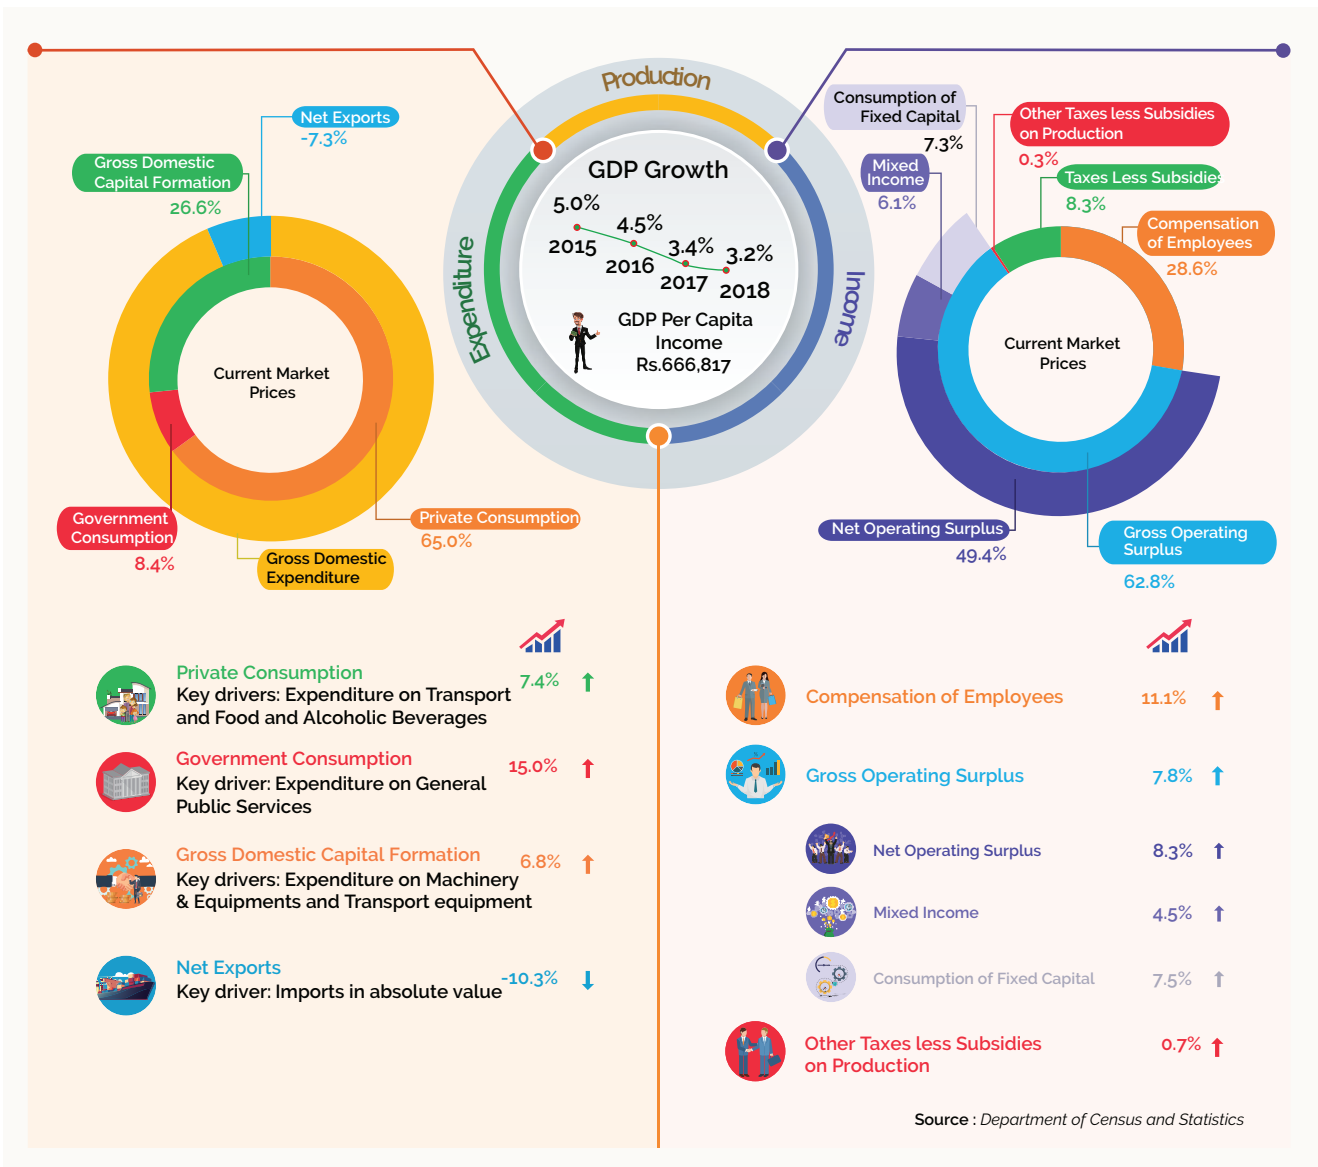 Production
Expenditure
Income
GDP Growth
5.0%
2015
4.5%
2016
3.4%
2017
3.2%
2018
GDP Per Capita
Income
Rs.666,817
Net Exports
-7.3%
Gross Domestic
Capital Formation
26.6%
Current Market
Prices
Government
Consumption
8.4%
Gross Domestic
Expenditure
Private Consumption
65.0%
Consumption of
Fixed Capital
7.3%
Mixed
Income
6.1%
Other Taxes less Subsidies
on Production
0.3%
Taxes Less Subsidies
8.3%
Compensation
of Employees
28.6%
Current Market
Prices
Net Operating Surplus
49.4%
Gross Operating
Surplus
62.8%
Private Consumption
7.4%
Key drivers: Expenditure on Transport
and Food and Alcoholic Beverages
Government Consumption
15.0%
Key driver: Expenditure on General
Public Services
Gross Domestic Capital Formation
6.8%
Key drivers: Expenditure on Machinery
& Equipments and Transport equipment
Net Exports
-10.3%
Key driver: Imports in absolute value
Compensation of Employees
11.1%
Gross Operating Surplus
7.8%
Net Operating Surplus
8.3%
Mixed Income
4.5%
Consumption of Fixed Capital
7.5%
Other Taxes less Subsidies
on Production
0.7%
Source : Department of Census and Statistics